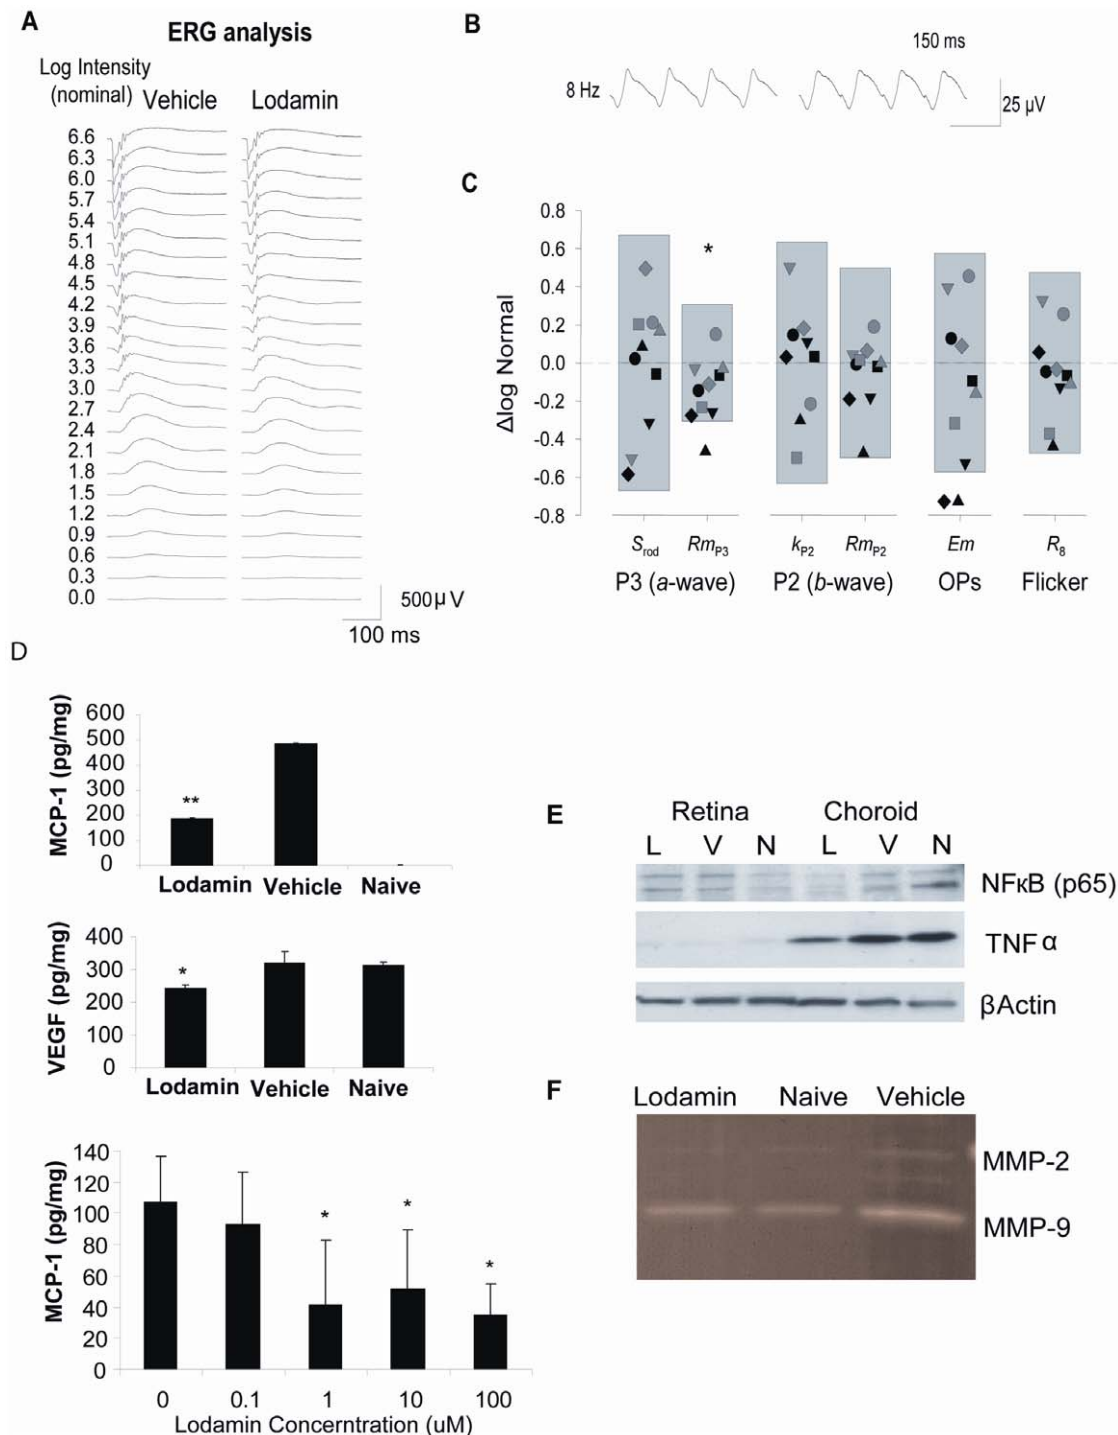 A
ERG analysis
Log Intensity
(nominal)
Vehicle
Lodamin
6.6
6.3
6.0
5.7
5.4
5.1
4.8
4.5
4.2
3.9
3.6
3.3
3.0
2.7
2.4
2.1
1.8
1.5
1.2
0.9
0.6
0.3
0.0
500µV
100 ms
B
150 ms
8 Hz
25 µV
C
Δlog Normal
0.8
0.6
0.4
0.2
0.0
-0.2
-0.4
-0.6
-0.8
*
Srod RmP3 kP2 RmP2 Em R8
P3 (a-wave) P2 (b-wave) OPs Flicker
D
MCP-1 (pg/mg)
600
500
400
300
200
100
0
**
Lodamin Vehicle Naive
VEGF (pg/mg)
400
300
200
100
0
*
Lodamin Vehicle Naive
MCP-1 (pg/mg)
140
120
100
80
60
40
20
0
* * *
0 0.1 1 10 100
Lodamin Concerntration (uM)
E
Retina Choroid
L V N L V N
NFκB (p65)
TNF α
βActin
F
Lodamin Naive Vehicle
MMP-2
MMP-9